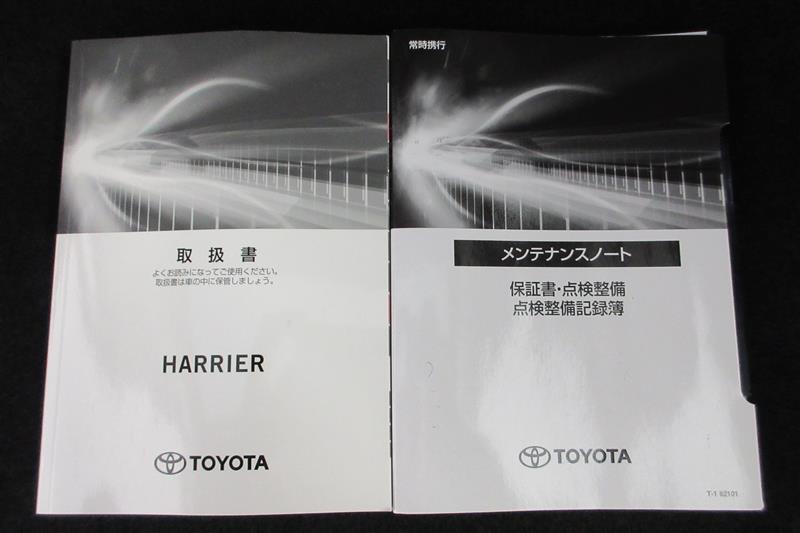 取扱書
よくお読みになってご使用ください。
取扱書は車の中に保管しましょう。
HARRIER
TOYOTA
常時携行
メンテナンスノート
保証書・点検整備
点検整備記録簿
TOYOTA
T-1 62101